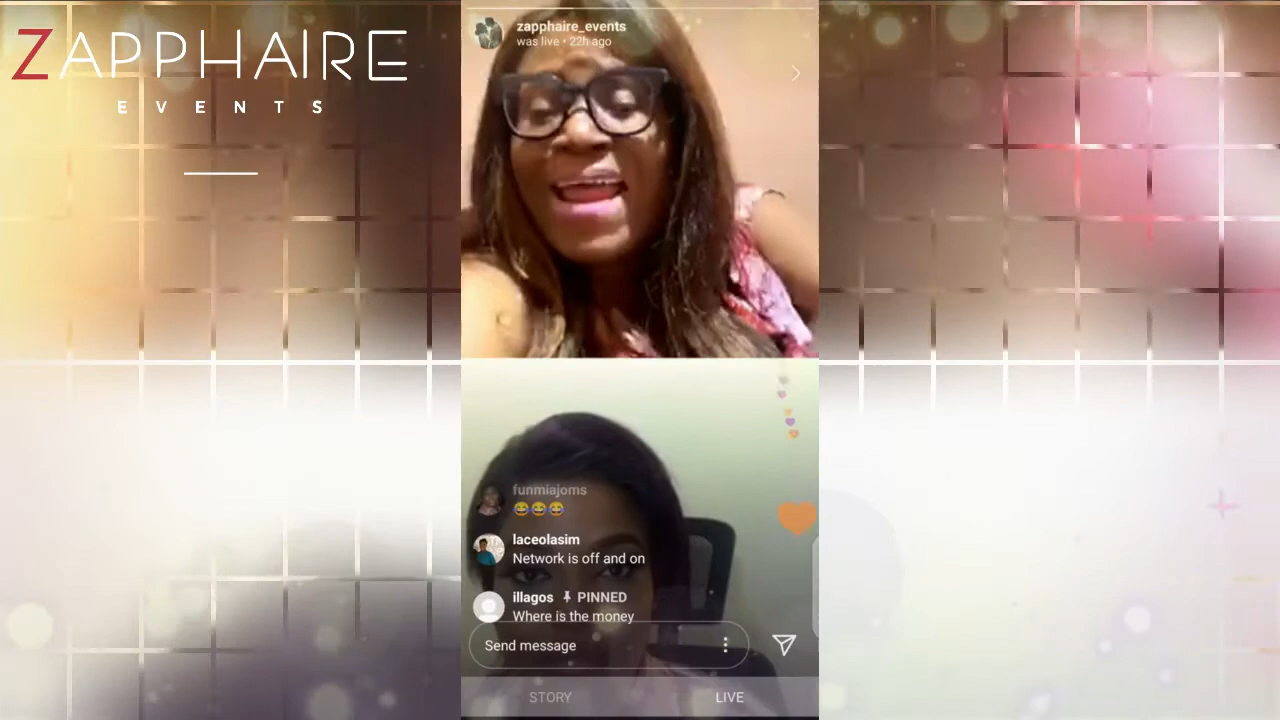 ZAPPHAIRE
EVENTS
zapphaire_events
was live • 22h ago
funmiajoms
😂😂😂
laceolasim
Network is off and on
illagos PINNED
Where is the money
Send message
STORY LIVE